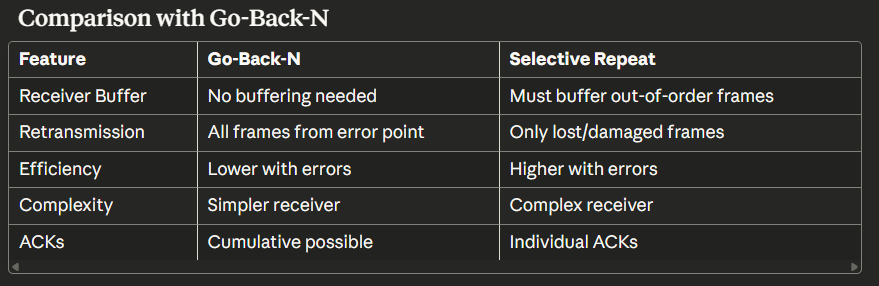 Comparison with Go-Back-N
Feature Go-Back-N Selective Repeat
Receiver Buffer No buffering needed Must buffer out-of-order frames
Retransmission All frames from error point Only lost/damaged frames
Efficiency Lower with errors Higher with errors
Complexity Simpler receiver Complex receiver
ACKs Cumulative possible Individual ACKs